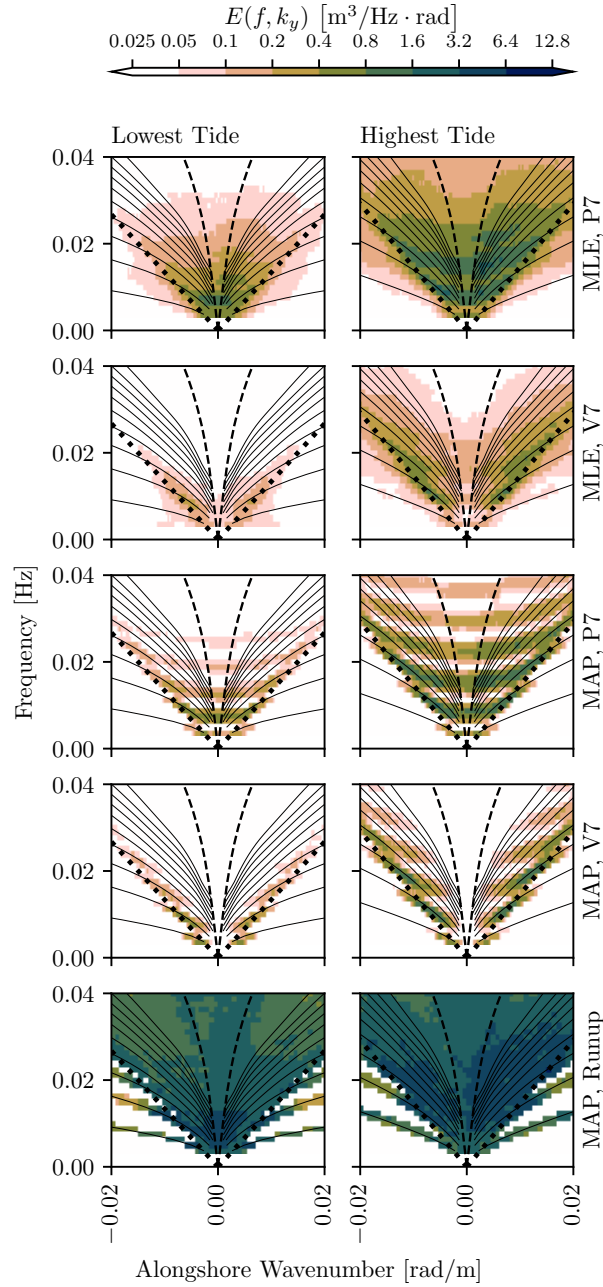 E(f, k_y) [m³/Hz · rad]
0.025 0.05 0.1 0.2 0.4 0.8 1.6 3.2 6.4 12.8
Lowest Tide Highest Tide
0.04
0.02
0.00
MLE, P7
0.04
0.02
0.00
MLE, V7
0.04
0.02
0.00
MAP, P7
0.04
0.02
0.00
MAP, V7
0.04
0.02
0.00
MAP, Runup
Frequency [Hz]
−0.02 0.00 0.02 −0.02 0.00 0.02
Alongshore Wavenumber [rad/m]